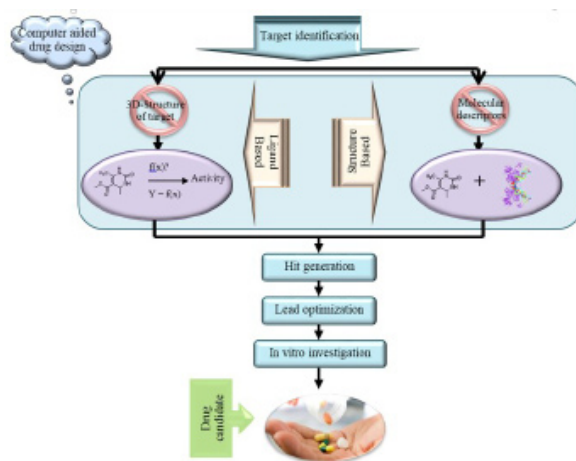 Computer aided
drug design
Target identification
3D-Structure
of target
Molecular
descriptors
Ligand
Based
Structure
Based
f(x)?
Activity
Y = f(x)
+
Hit generation
Lead optimization
In vitro investigation
Drug
candidate